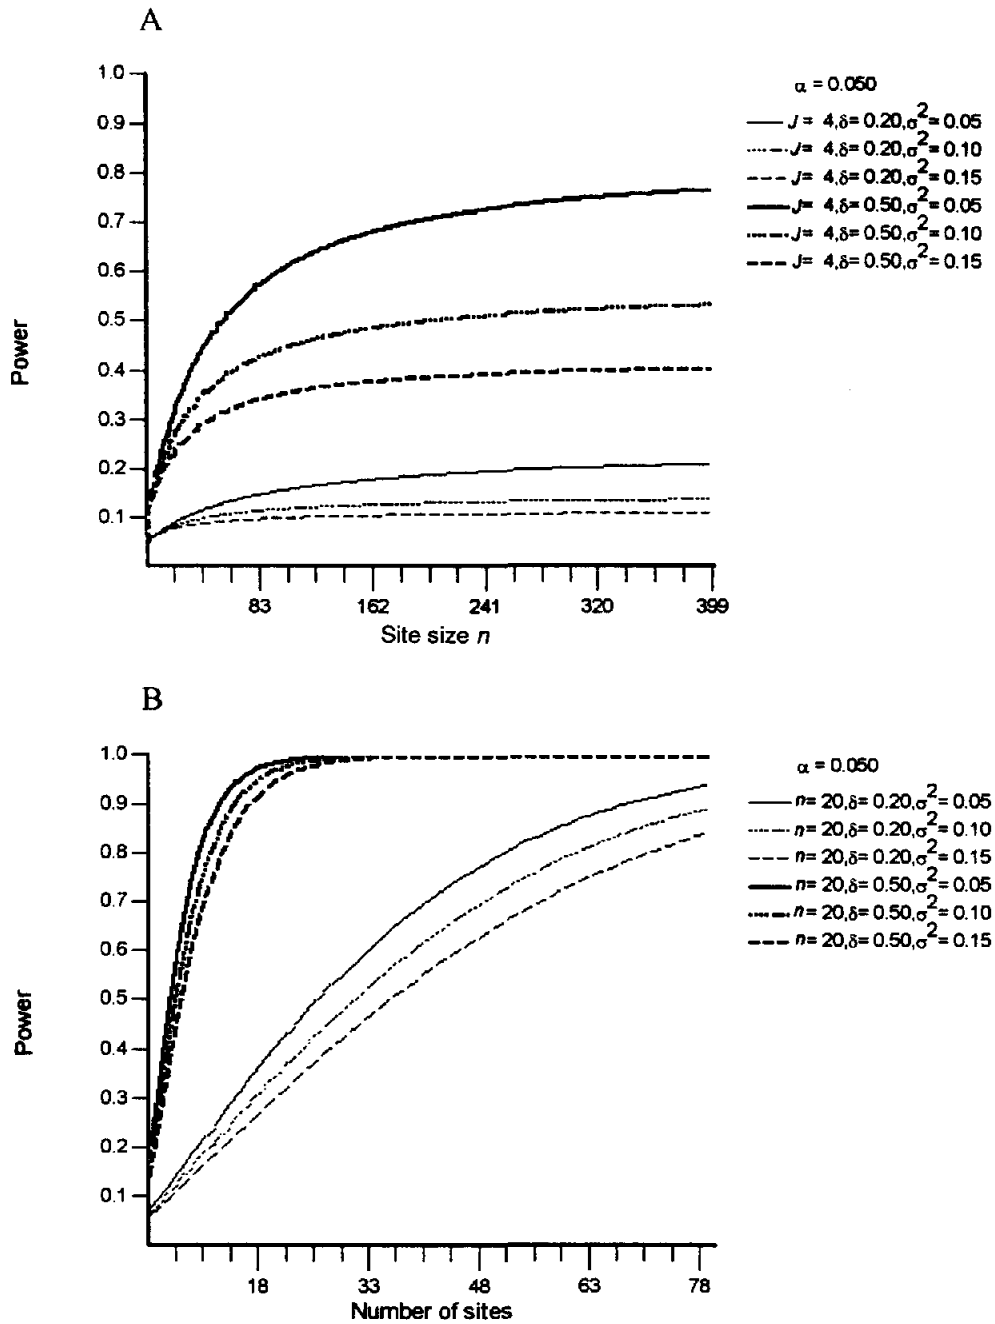 A
1.0
0.9
0.8
0.7
0.6
0.5
0.4
0.3
0.2
0.1
Power
83
162
241
320
399
Site size n
α = 0.050
J = 4,δ= 0.20,σ²= 0.05
J= 4,δ= 0.20,σ²= 0.10
J= 4,δ= 0.20,σ²= 0.15
J= 4,δ= 0.50,σ²= 0.05
J= 4,δ= 0.50,σ²= 0.10
J= 4,δ= 0.50,σ²= 0.15
B
1.0
0.9
0.8
0.7
0.6
0.5
0.4
0.3
0.2
0.1
Power
18
33
48
63
78
Number of sites
α = 0.050
n= 20,δ= 0.20,σ²= 0.05
n= 20,δ= 0.20,σ²= 0.10
n= 20,δ= 0.20,σ²= 0.15
n= 20,δ= 0.50,σ²= 0.05
n= 20,δ= 0.50,σ²= 0.10
n= 20,δ= 0.50,σ²= 0.15